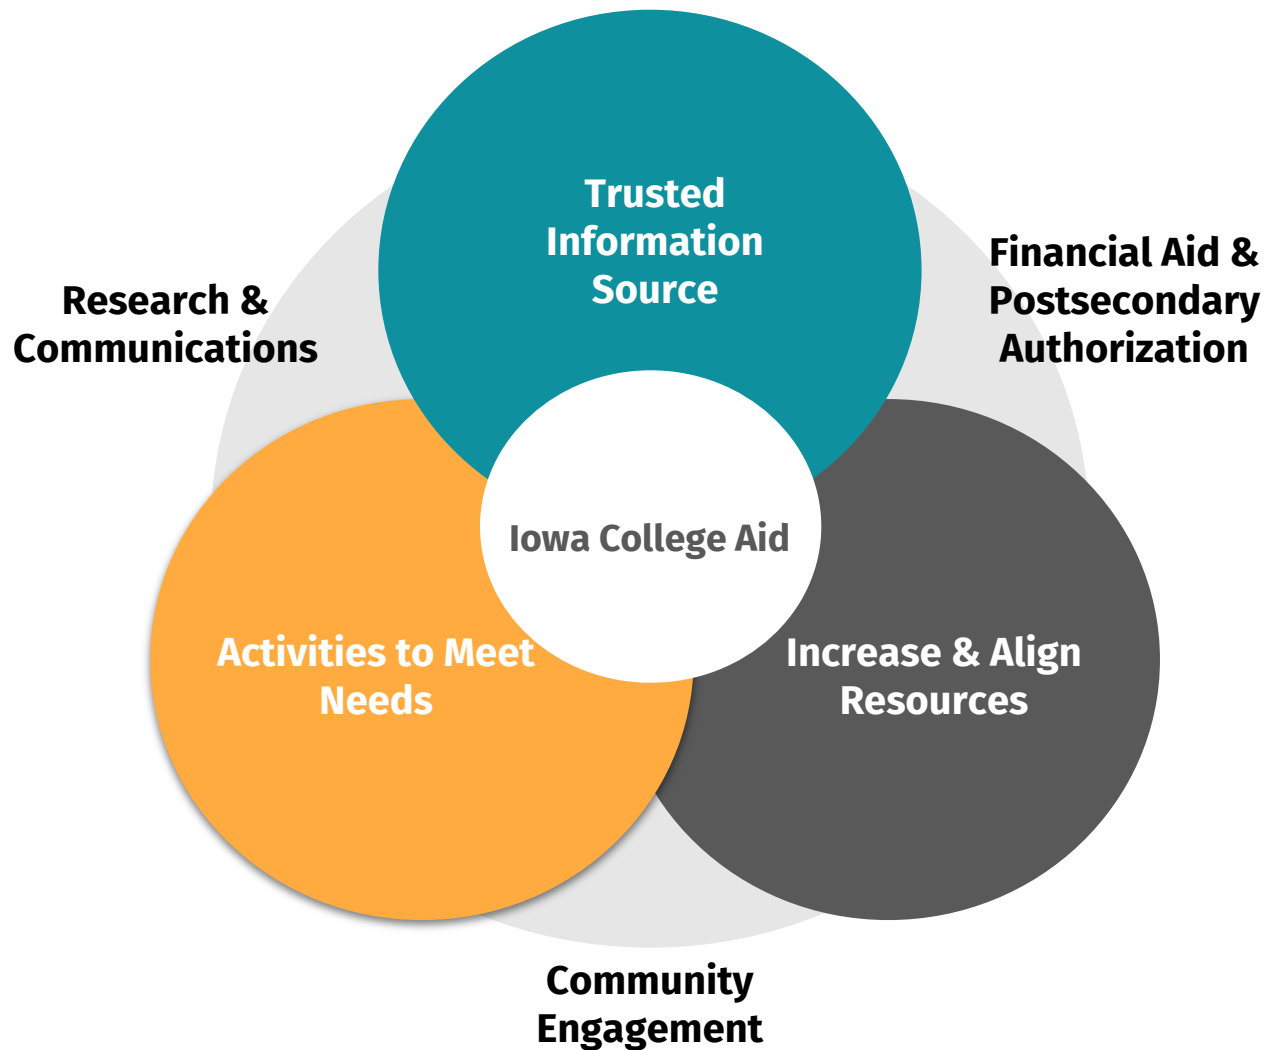 Trusted
Information
Source
Research &
Communications
Financial Aid &
Postsecondary
Authorization
Iowa College Aid
Activities to Meet
Needs
Increase & Align
Resources
Community
Engagement